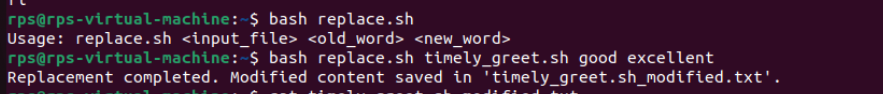 rps@rps-virtual-machine:~$ bash replace.sh
Usage: replace.sh <input_file> <old_word> <new_word>
rps@rps-virtual-machine:~$ bash replace.sh timely_greet.sh good excellent
Replacement completed. Modified content saved in 'timely_greet.sh_modified.txt'.